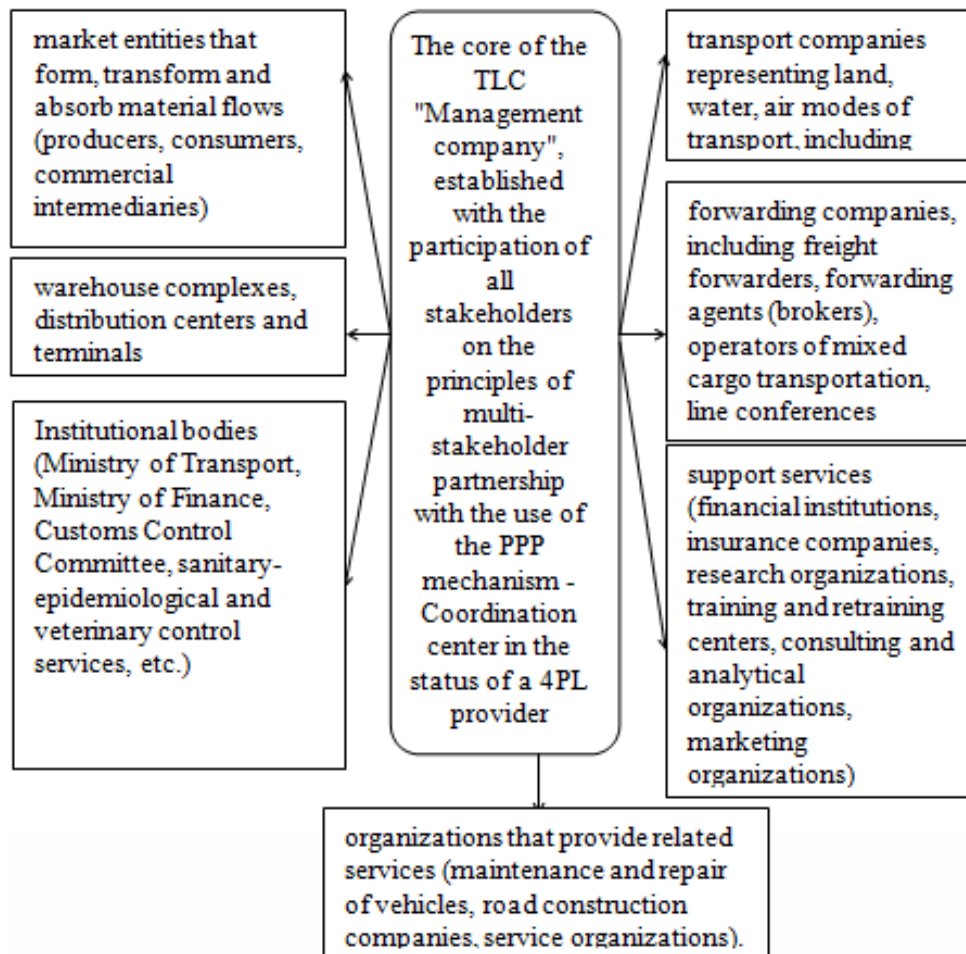 market entities that
form, transform and
absorb material flows
(producers, consumers,
commercial
intermediaries)
warehouse complexes,
distribution centers and
terminals
Institutional bodies
(Ministry of Transport,
Ministry of Finance,
Customs Control
Committee, sanitary-
epidemiological and
veterinary control
services, etc.)
The core of the
TLC
"Management
company",
established
with the
participation of
all
stakeholders
on the
principles of
multi-
stakeholder
partnership
with the use of
the PPP
mechanism -
Coordination
center in the
status of a 4PL
provider
transport companies
representing land,
water, air modes of
transport, including
forwarding companies,
including freight
forwarders, forwarding
agents (brokers),
operators of mixed
cargo transportation,
line conferences
support services
(financial institutions,
insurance companies,
research organizations,
training and retraining
centers, consulting and
analytical
organizations,
marketing
organizations)
organizations that provide related
services (maintenance and repair
of vehicles, road construction
companies, service organizations).